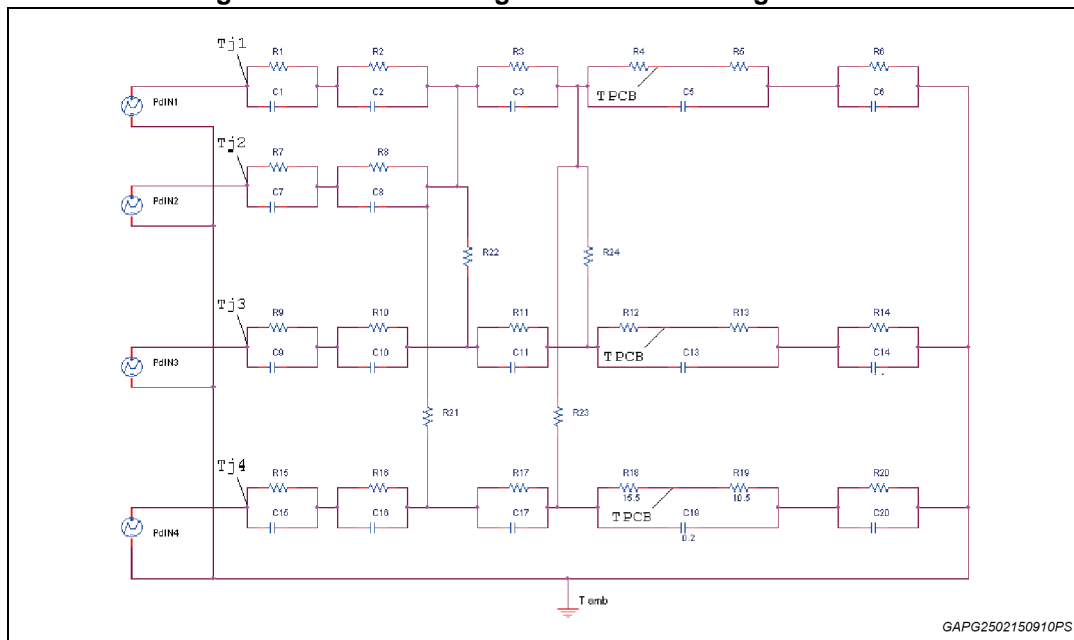 Tj1
R1
R2
R3
R4
R5
R6
C1
C2
C3
TPCB
C5
C6
PdIN1
Tj2
R7
R8
C7
C8
PdIN2
R22
R24
Tj3
R9
R10
R11
R12
R13
R14
C9
C10
C11
TPCB
C13
C14
PdIN3
R21
R23
Tj4
R15
R16
R17
R18
R19
R20
15.5
10.5
C15
C16
C17
TPCB
C19
C20
0.2
PdIN4
T amb
GAPG2502150910PS